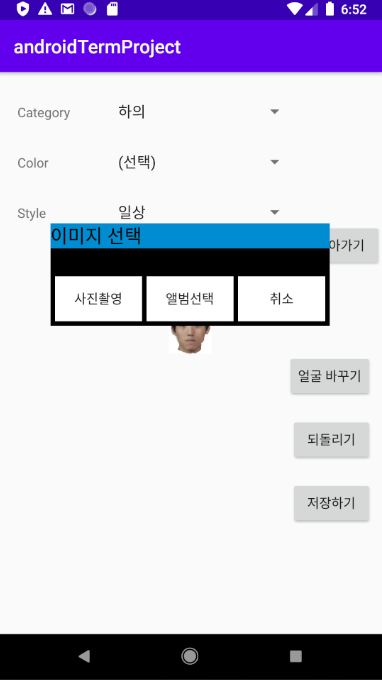 6:52
androidTermProject
Category 하의
Color (선택)
Style 일상
이미지 선택
아가기
사진촬영 앨범선택 취소
얼굴 바꾸기
되돌리기
저장하기